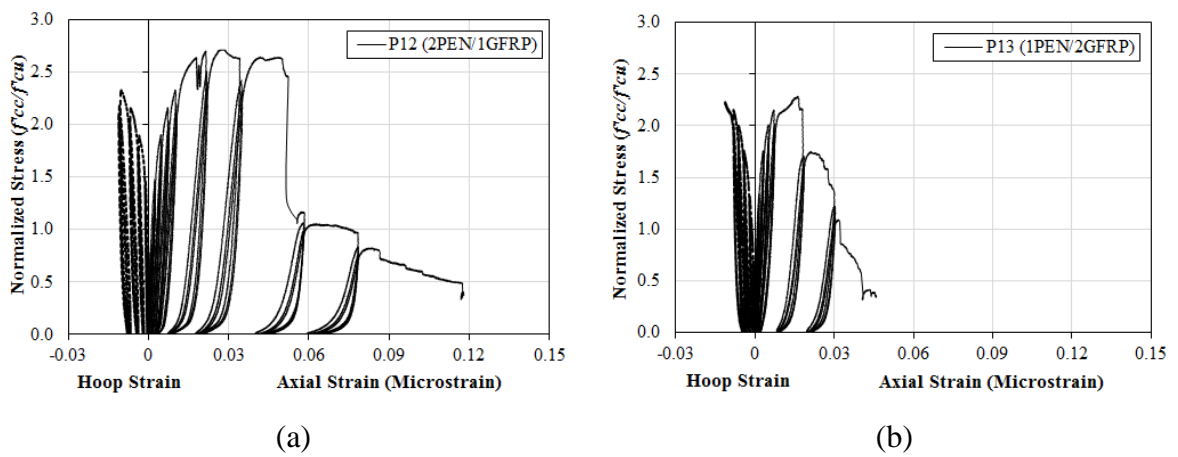 3.0
2.5
2.0
1.5
1.0
0.5
0.0
Normalized Stress (f'cc/f'cu)
P12 (2PEN/1GFRP)
-0.03 0 0.03 0.06 0.09 0.12 0.15
Hoop Strain Axial Strain (Microstrain)
(a)
3.0
2.5
2.0
1.5
1.0
0.5
0.0
Normalized Stress (f'cc/f'cu)
P13 (1PEN/2GFRP)
-0.03 0 0.03 0.06 0.09 0.12 0.15
Hoop Strain Axial Strain (Microstrain)
(b)